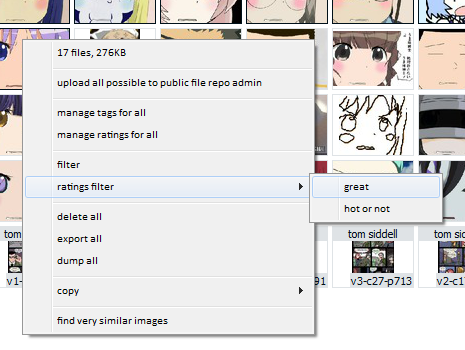 17 files, 276KB
upload all possible to public file repo admin
manage tags for all
manage ratings for all
filter
ratings filter
great
hot or not
delete all
export all
dump all
copy
find very similar images
tom
tom siddell
tom sid
v1-
91
v3-c27-p713
v2-c1